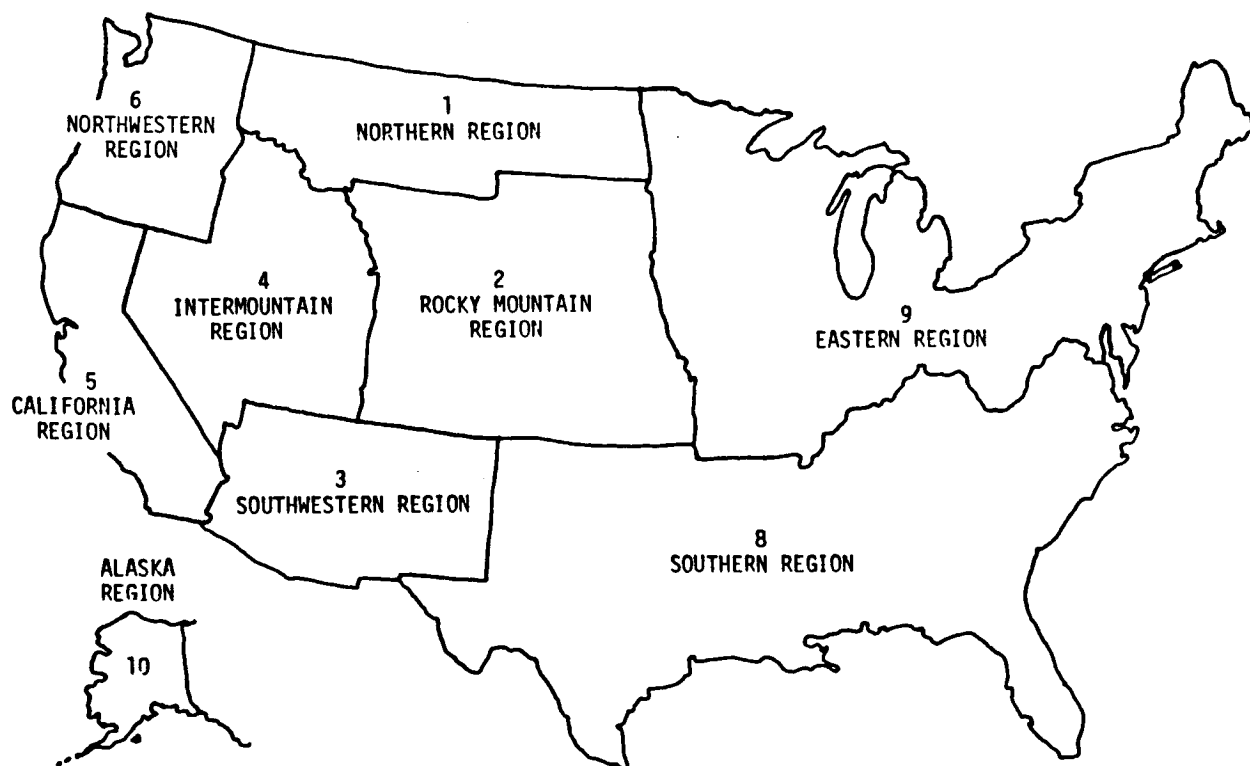 6
NORTHWESTERN
REGION
1
NORTHERN REGION
4
INTERMOUNTAIN
REGION
2
ROCKY MOUNTAIN
REGION
9
EASTERN REGION
5
CALIFORNIA
REGION
3
SOUTHWESTERN REGION
8
SOUTHERN REGION
ALASKA
REGION
10